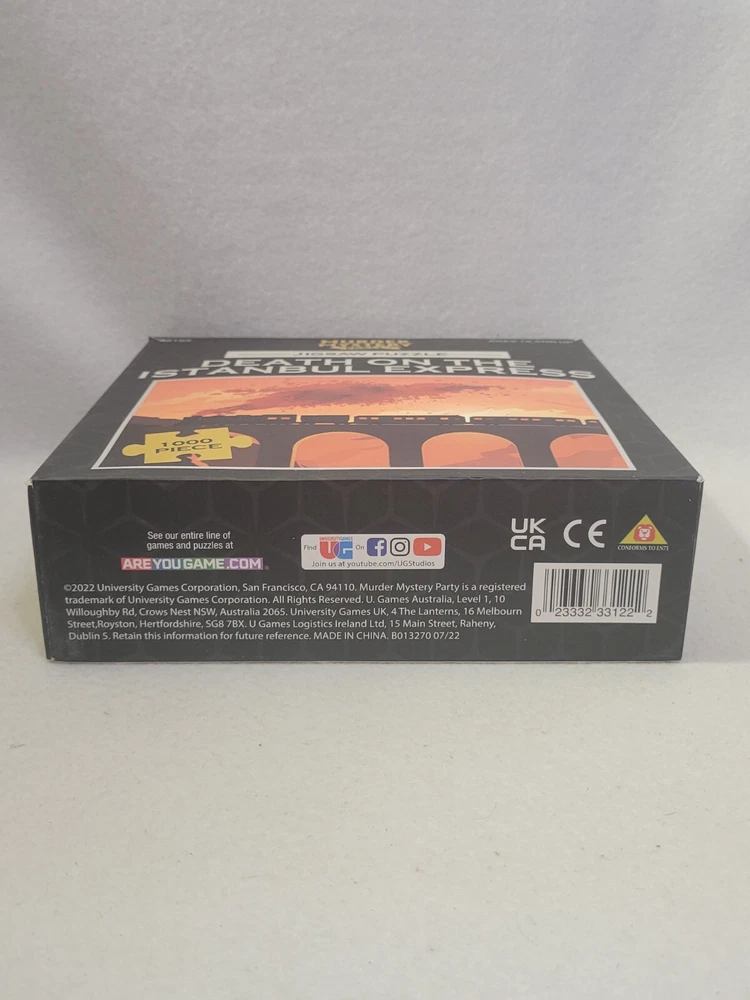 JIGSAW PUZZLE
DEATH ON THE
ISTANBUL EXPRESS
1000
PIECE
See our entire line of
games and puzzles at
AREYOUGAME.COM
Find UG On
Join us at youtube.com/UGStudios
UK
CA
CE
CONFORMS TO EN71
©2022 University Games Corporation, San Francisco, CA 94110. Murder Mystery Party is a registered
trademark of University Games Corporation. All Rights Reserved. U. Games Australia, Level 1, 10
Willoughby Rd, Crows Nest NSW, Australia 2065. University Games UK, 4 The Lanterns, 16 Melbourn
Street,Royston, Hertfordshire, SG8 7BX. U Games Logistics Ireland Ltd, 15 Main Street, Raheny,
Dublin 5. Retain this information for future reference. MADE IN CHINA. B013270 07/22
0 23332 33122 2